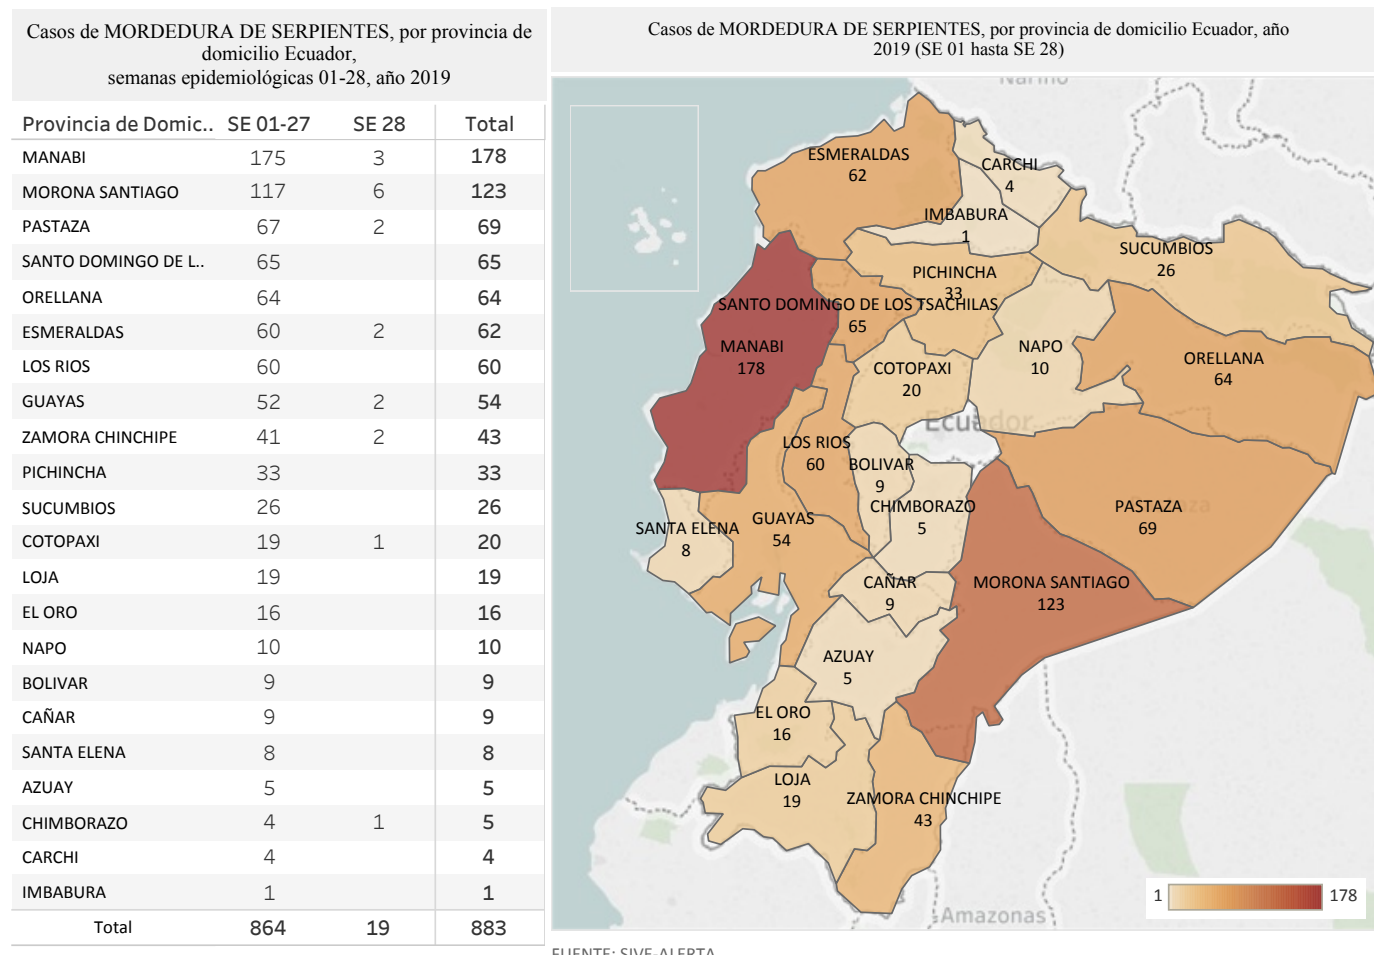 Casos de MORDEDURA DE SERPIENTES, por provincia de
domicilio Ecuador,
semanas epidemiológicas 01-28, año 2019
Provincia de Domic.. SE 01-27 SE 28 Total
MANABI 175 3 178
MORONA SANTIAGO 117 6 123
PASTAZA 67 2 69
SANTO DOMINGO DE L.. 65 65
ORELLANA 64 64
ESMERALDAS 60 2 62
LOS RIOS 60 60
GUAYAS 52 2 54
ZAMORA CHINCHIPE 41 2 43
PICHINCHA 33 33
SUCUMBIOS 26 26
COTOPAXI 19 1 20
LOJA 19 19
EL ORO 16 16
NAPO 10 10
BOLIVAR 9 9
CAÑAR 9 9
SANTA ELENA 8 8
AZUAY 5 5
CHIMBORAZO 4 1 5
CARCHI 4 4
IMBABURA 1 1
Total 864 19 883
Casos de MORDEDURA DE SERPIENTES, por provincia de domicilio Ecuador, año
2019 (SE 01 hasta SE 28)
Nariño
ESMERALDAS
62
CARCHI
4
IMBABURA
1
SUCUMBIOS
26
PICHINCHA
33
SANTO DOMINGO DE LOS TSACHILAS
65
MANABI
178
COTOPAXI
20
NAPO
10
ORELLANA
64
Ecuador
LOS RIOS
60
BOLIVAR
9
CHIMBORAZO
5
PASTAZA
69
SANTA ELENA
8
GUAYAS
54
CAÑAR
9
MORONA SANTIAGO
123
AZUAY
5
EL ORO
16
LOJA
19
ZAMORA CHINCHIPE
43
1 178
Amazonas
FUENTE: SIVE-ALERTA